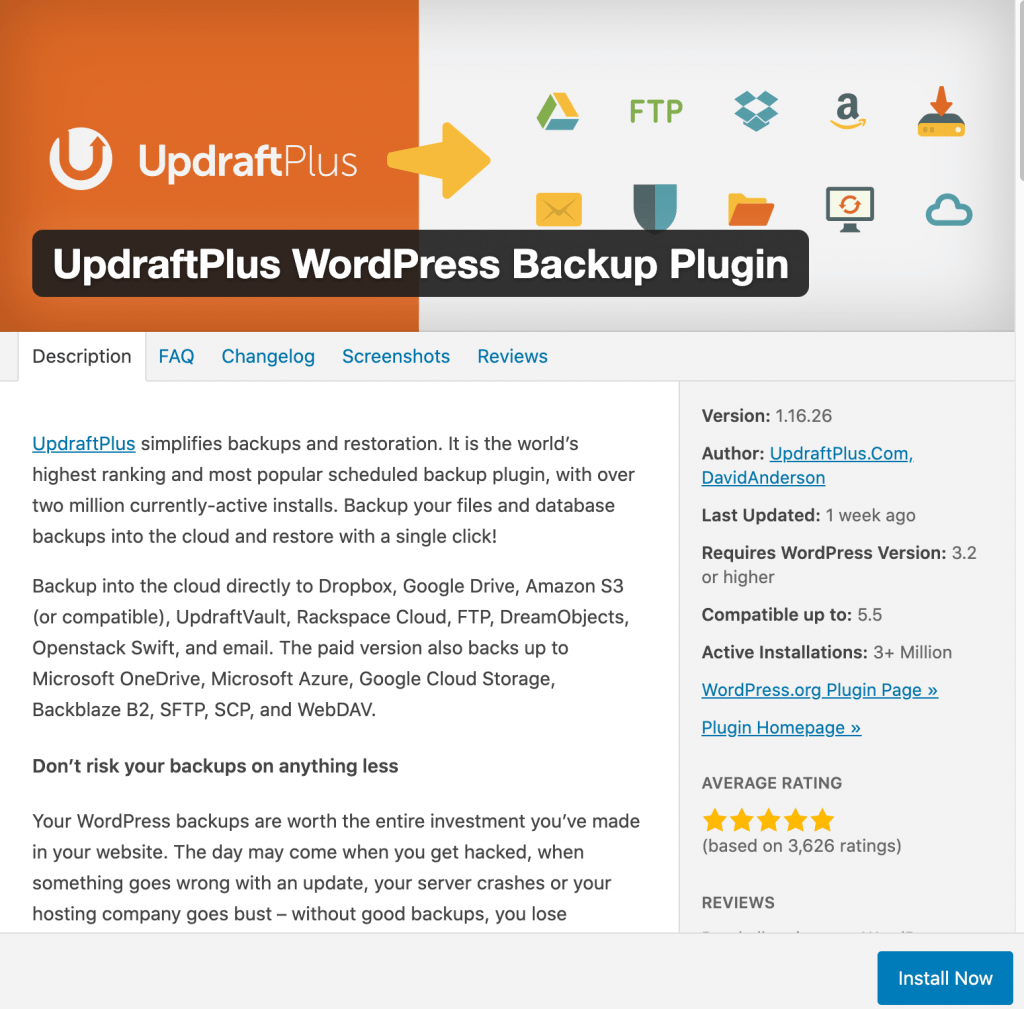 FTP
a
UpdraftPlus
UpdraftPlus WordPress Backup Plugin
Description FAQ Changelog Screenshots Reviews
UpdraftPlus simplifies backups and restoration. It is the world’s
highest ranking and most popular scheduled backup plugin, with over
two million currently-active installs. Backup your files and database
backups into the cloud and restore with a single click!
Backup into the cloud directly to Dropbox, Google Drive, Amazon S3
(or compatible), UpdraftVault, Rackspace Cloud, FTP, DreamObjects,
Openstack Swift, and email. The paid version also backs up to
Microsoft OneDrive, Microsoft Azure, Google Cloud Storage,
Backblaze B2, SFTP, SCP, and WebDAV.
Don’t risk your backups on anything less
Your WordPress backups are worth the entire investment you’ve made
in your website. The day may come when you get hacked, when
something goes wrong with an update, your server crashes or your
hosting company goes bust – without good backups, you lose
Version: 1.16.26
Author: UpdraftPlus.Com,
DavidAnderson
Last Updated: 1 week ago
Requires WordPress Version: 3.2
or higher
Compatible up to: 5.5
Active Installations: 3+ Million
WordPress.org Plugin Page »
Plugin Homepage »
AVERAGE RATING
(based on 3,626 ratings)
REVIEWS
Install Now